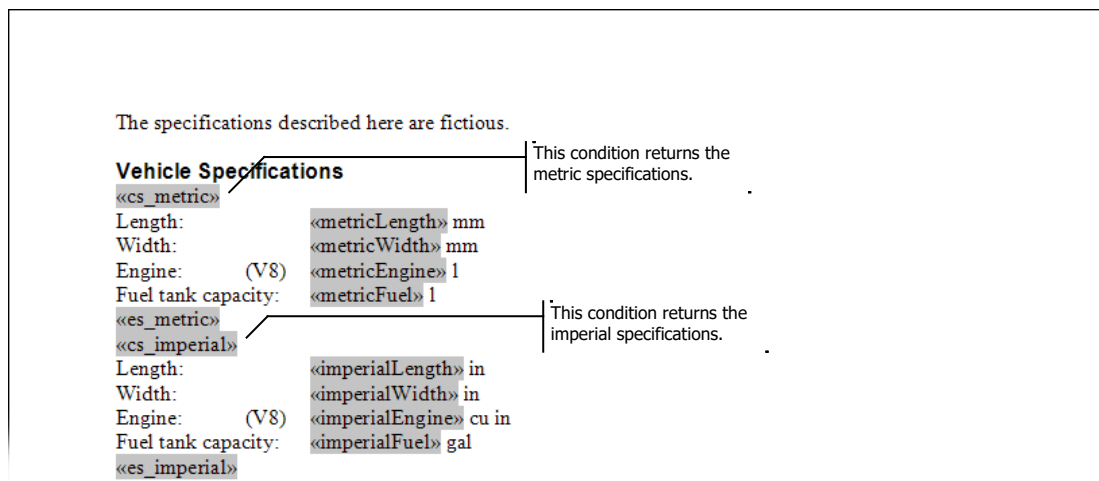 The specifications described here are fictious.
This condition returns the
metric specifications.
Vehicle Specifications
«cs_metric»
Length: «metricLength» mm
Width: «metricWidth» mm
Engine: (V8) «metricEngine» l
Fuel tank capacity: «metricFuel» l
«es_metric»
This condition returns the
imperial specifications.
«cs_imperial»
Length: «imperialLength» in
Width: «imperialWidth» in
Engine: (V8) «imperialEngine» cu in
Fuel tank capacity: «imperialFuel» gal
«es_imperial»